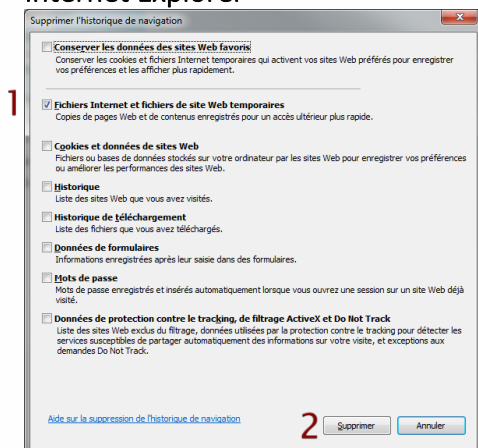 Internet Explorer
Supprimer l'historique de navigation
Conserver les données des sites Web favoris
Conserver les cookies et fichiers Internet temporaires qui activent vos sites Web préférés pour enregistrer
vos préférences et les afficher plus rapidement.
1
Fichiers Internet et fichiers de site Web temporaires
Copies de pages Web et de contenus enregistrés pour un accès ultérieur plus rapide.
Cookies et données de sites Web
Fichiers ou bases de données stockés sur votre ordinateur par les sites Web pour enregistrer vos préférences
ou améliorer les performances des sites Web.
Historique
Liste des sites Web que vous avez visités.
Historique de téléchargement
Liste des fichiers que vous avez téléchargés.
Données de formulaires
Informations enregistrées après leur saisie dans des formulaires.
Mots de passe
Mots de passe enregistrés et insérés automatiquement lorsque vous ouvrez une session sur un site Web déjà
visité.
Données de protection contre le tracking, de filtrage ActiveX et Do Not Track
Liste des sites Web exclus du filtrage, données utilisées par la protection contre le tracking pour détecter les
services susceptibles de partager automatiquement des informations sur votre visite, et exceptions aux
demandes Do Not Track.
Aide sur la suppression de l'historique de navigation
2
Supprimer
Annuler